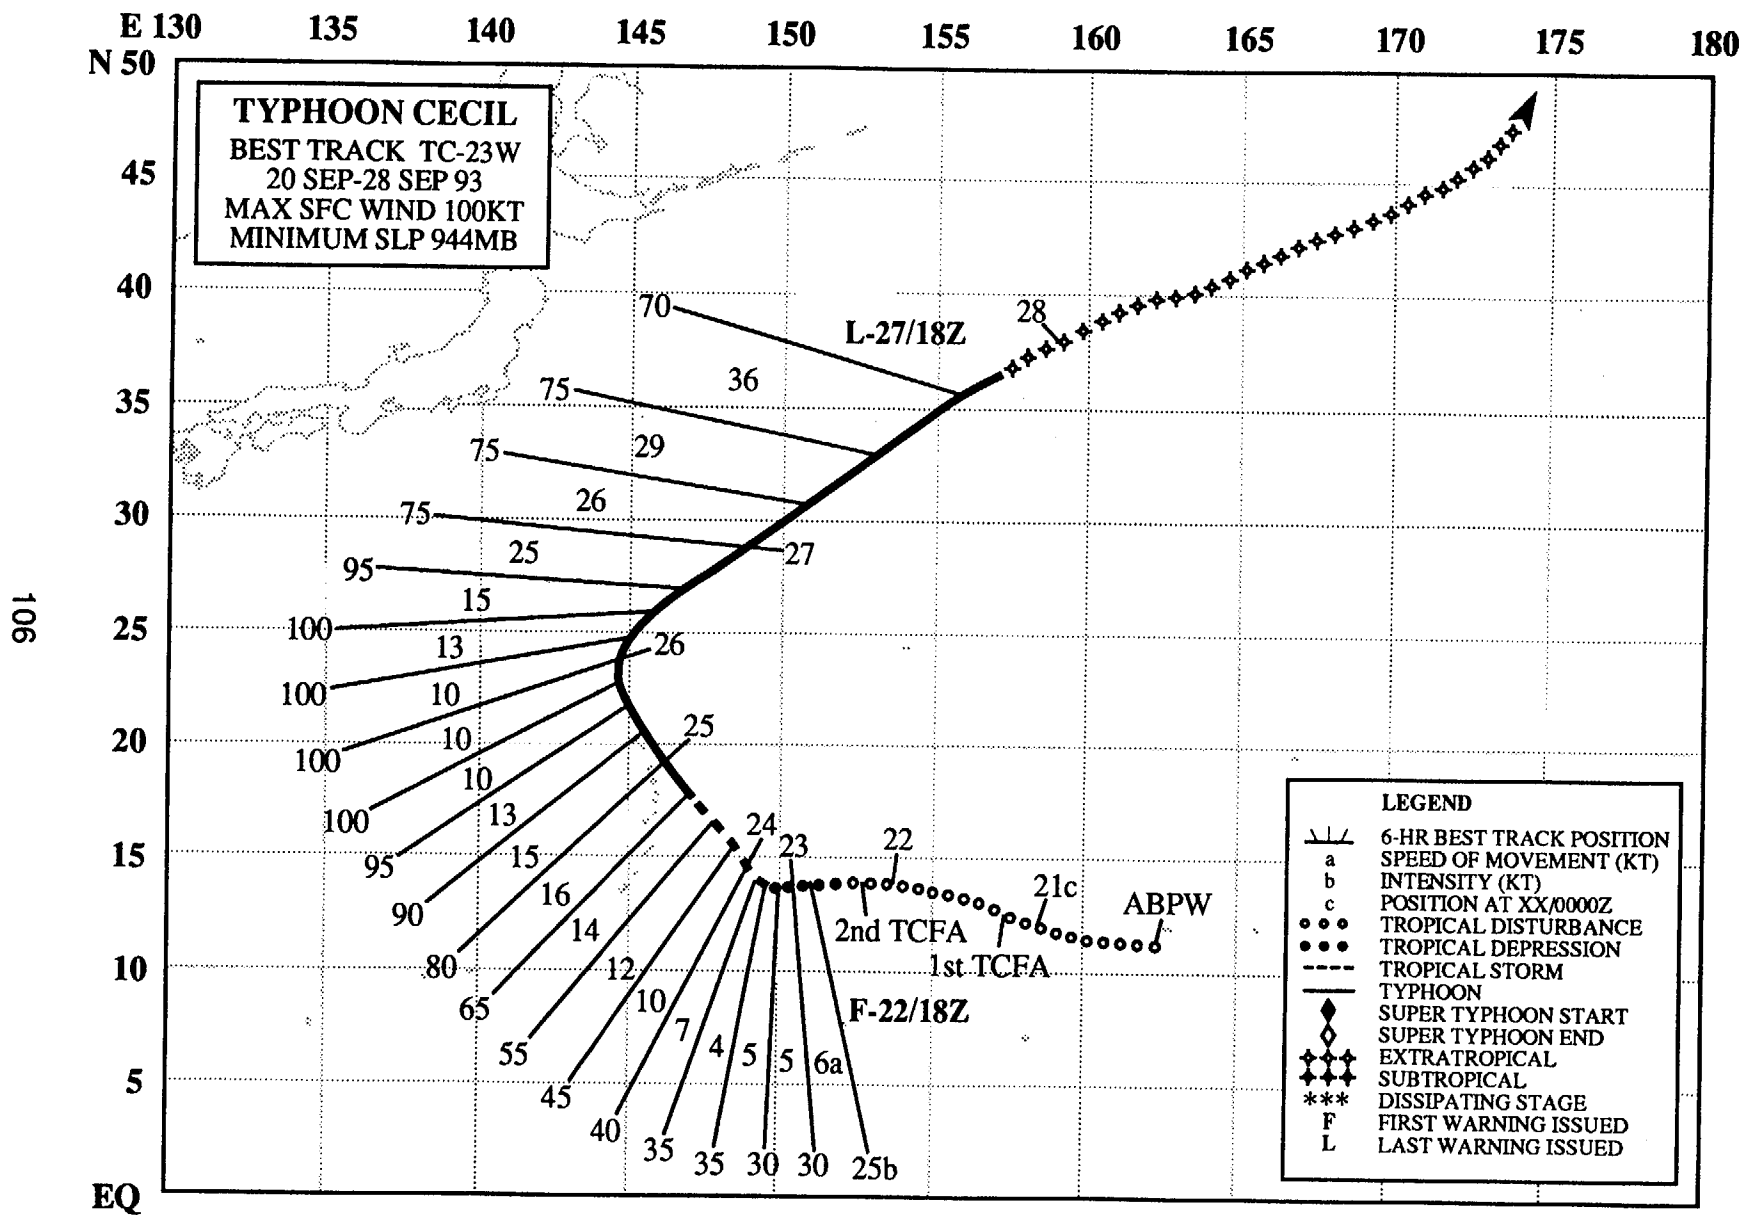 E 130 135 140 145 150 155 160 165 170 175 180
N 50
45
40
35
30
25
20
15
10
5
EQ
106
TYPHOON CECIL
BEST TRACK TC-23W
20 SEP-28 SEP 93
MAX SFC WIND 100KT
MINIMUM SLP 944MB
70
L-27/18Z
28
36
75
29
75
26
75
27
25
95
15
100
13
26
100
10
100
10
25
100
10
95
13
90
15
80
16
65
14
55
12
45
10
40
7
35
4
35
5
30
5
30
6a
25b
24
23
22
21c
ABPW
2nd TCFA
1st TCFA
F-22/18Z
LEGEND
6-HR BEST TRACK POSITION
a SPEED OF MOVEMENT (KT)
b INTENSITY (KT)
c POSITION AT XX/0000Z
TROPICAL DISTURBANCE
TROPICAL DEPRESSION
TROPICAL STORM
TYPHOON
SUPER TYPHOON START
SUPER TYPHOON END
EXTRATROPICAL
SUBTROPICAL
*** DISSIPATING STAGE
F FIRST WARNING ISSUED
L LAST WARNING ISSUED